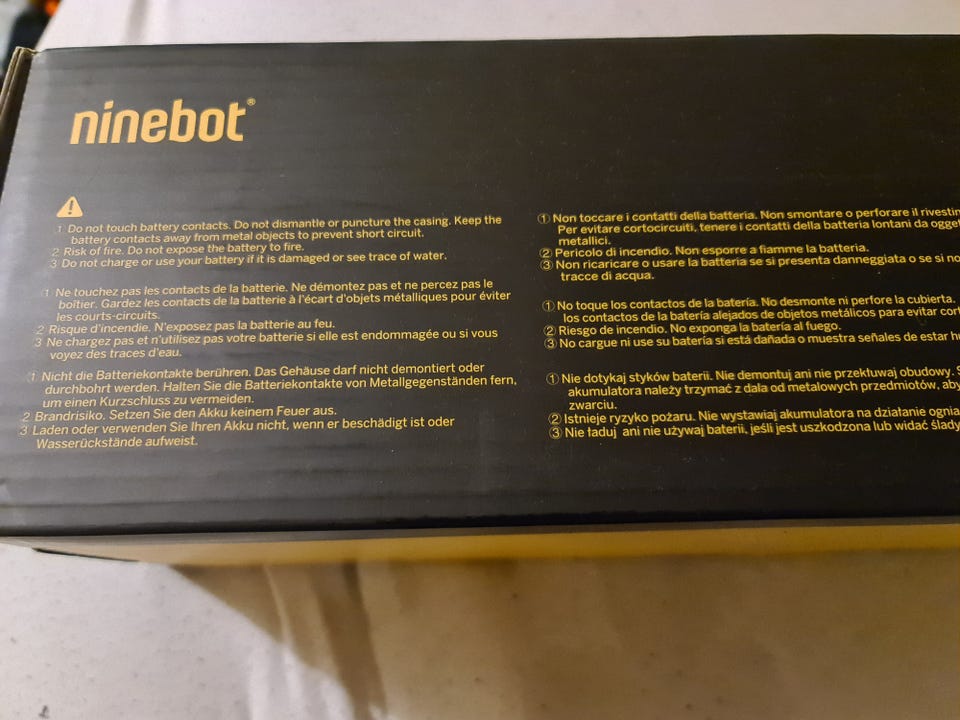 ninebot®
1 Do not touch battery contacts. Do not dismantle or puncture the casing. Keep the
battery contacts away from metal objects to prevent short circuit.
2 Risk of fire. Do not expose the battery to fire.
3 Do not charge or use your battery if it is damaged or see trace of water.
1 Ne touchez pas les contacts de la batterie. Ne démontez pas et ne percez pas le
boîtier. Gardez les contacts de la batterie à l'écart d'objets métalliques pour éviter
les courts-circuits.
2 Risque d'incendie. N'exposez pas la batterie au feu.
3 Ne chargez pas et n'utilisez pas votre batterie si elle est endommagée ou si vous
voyez des traces d'eau.
1 Nicht die Batteriekontakte berühren. Das Gehäuse darf nicht demontiert oder
durchbohrt werden. Halten Sie die Batteriekontakte von Metallgegenständen fern,
um einen Kurzschluss zu vermeiden.
2 Brandrisiko. Setzen Sie den Akku keinem Feuer aus.
3 Laden oder verwenden Sie Ihren Akku nicht, wenn er beschädigt ist oder
Wasserrückstände aufweist.
① Non toccare i contatti della batteria. Non smontare o perforare il rivestin
Per evitare cortocircuiti, tenere i contatti della batteria lontani da ogget
metallici.
② Pericolo di incendio. Non esporre a fiamme la batteria.
③ Non ricaricare o usare la batteria se si presenta danneggiata o se si no
tracce di acqua.
① No toque los contactos de la batería. No desmonte ni perfore la cubierta.
los contactos de la batería alejados de objetos metálicos para evitar cor
② Riesgo de incendio. No exponga la batería al fuego.
③ No cargue ni use su batería si está dañada o muestra señales de estar h
① Nie dotykaj styków baterii. Nie demontuj ani nie przekłuwaj obudowy. S
akumulatora należy trzymać z dala od metalowych przedmiotów, aby
zwarciu.
② Istnieje ryzyko pożaru. Nie wystawiaj akumulatora na działanie ognia
③ Nie ładuj ani nie używaj baterii, jeśli jest uszkodzona lub widać ślady